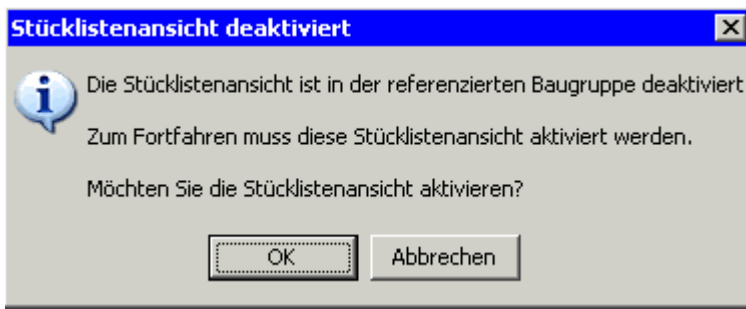 Stücklistenansicht deaktiviert
Die Stücklistenansicht ist in der referenzierten Baugruppe deaktiviert
Zum Fortfahren muss diese Stücklistenansicht aktiviert werden.
Möchten Sie die Stücklistenansicht aktivieren?
OK Abbrechen